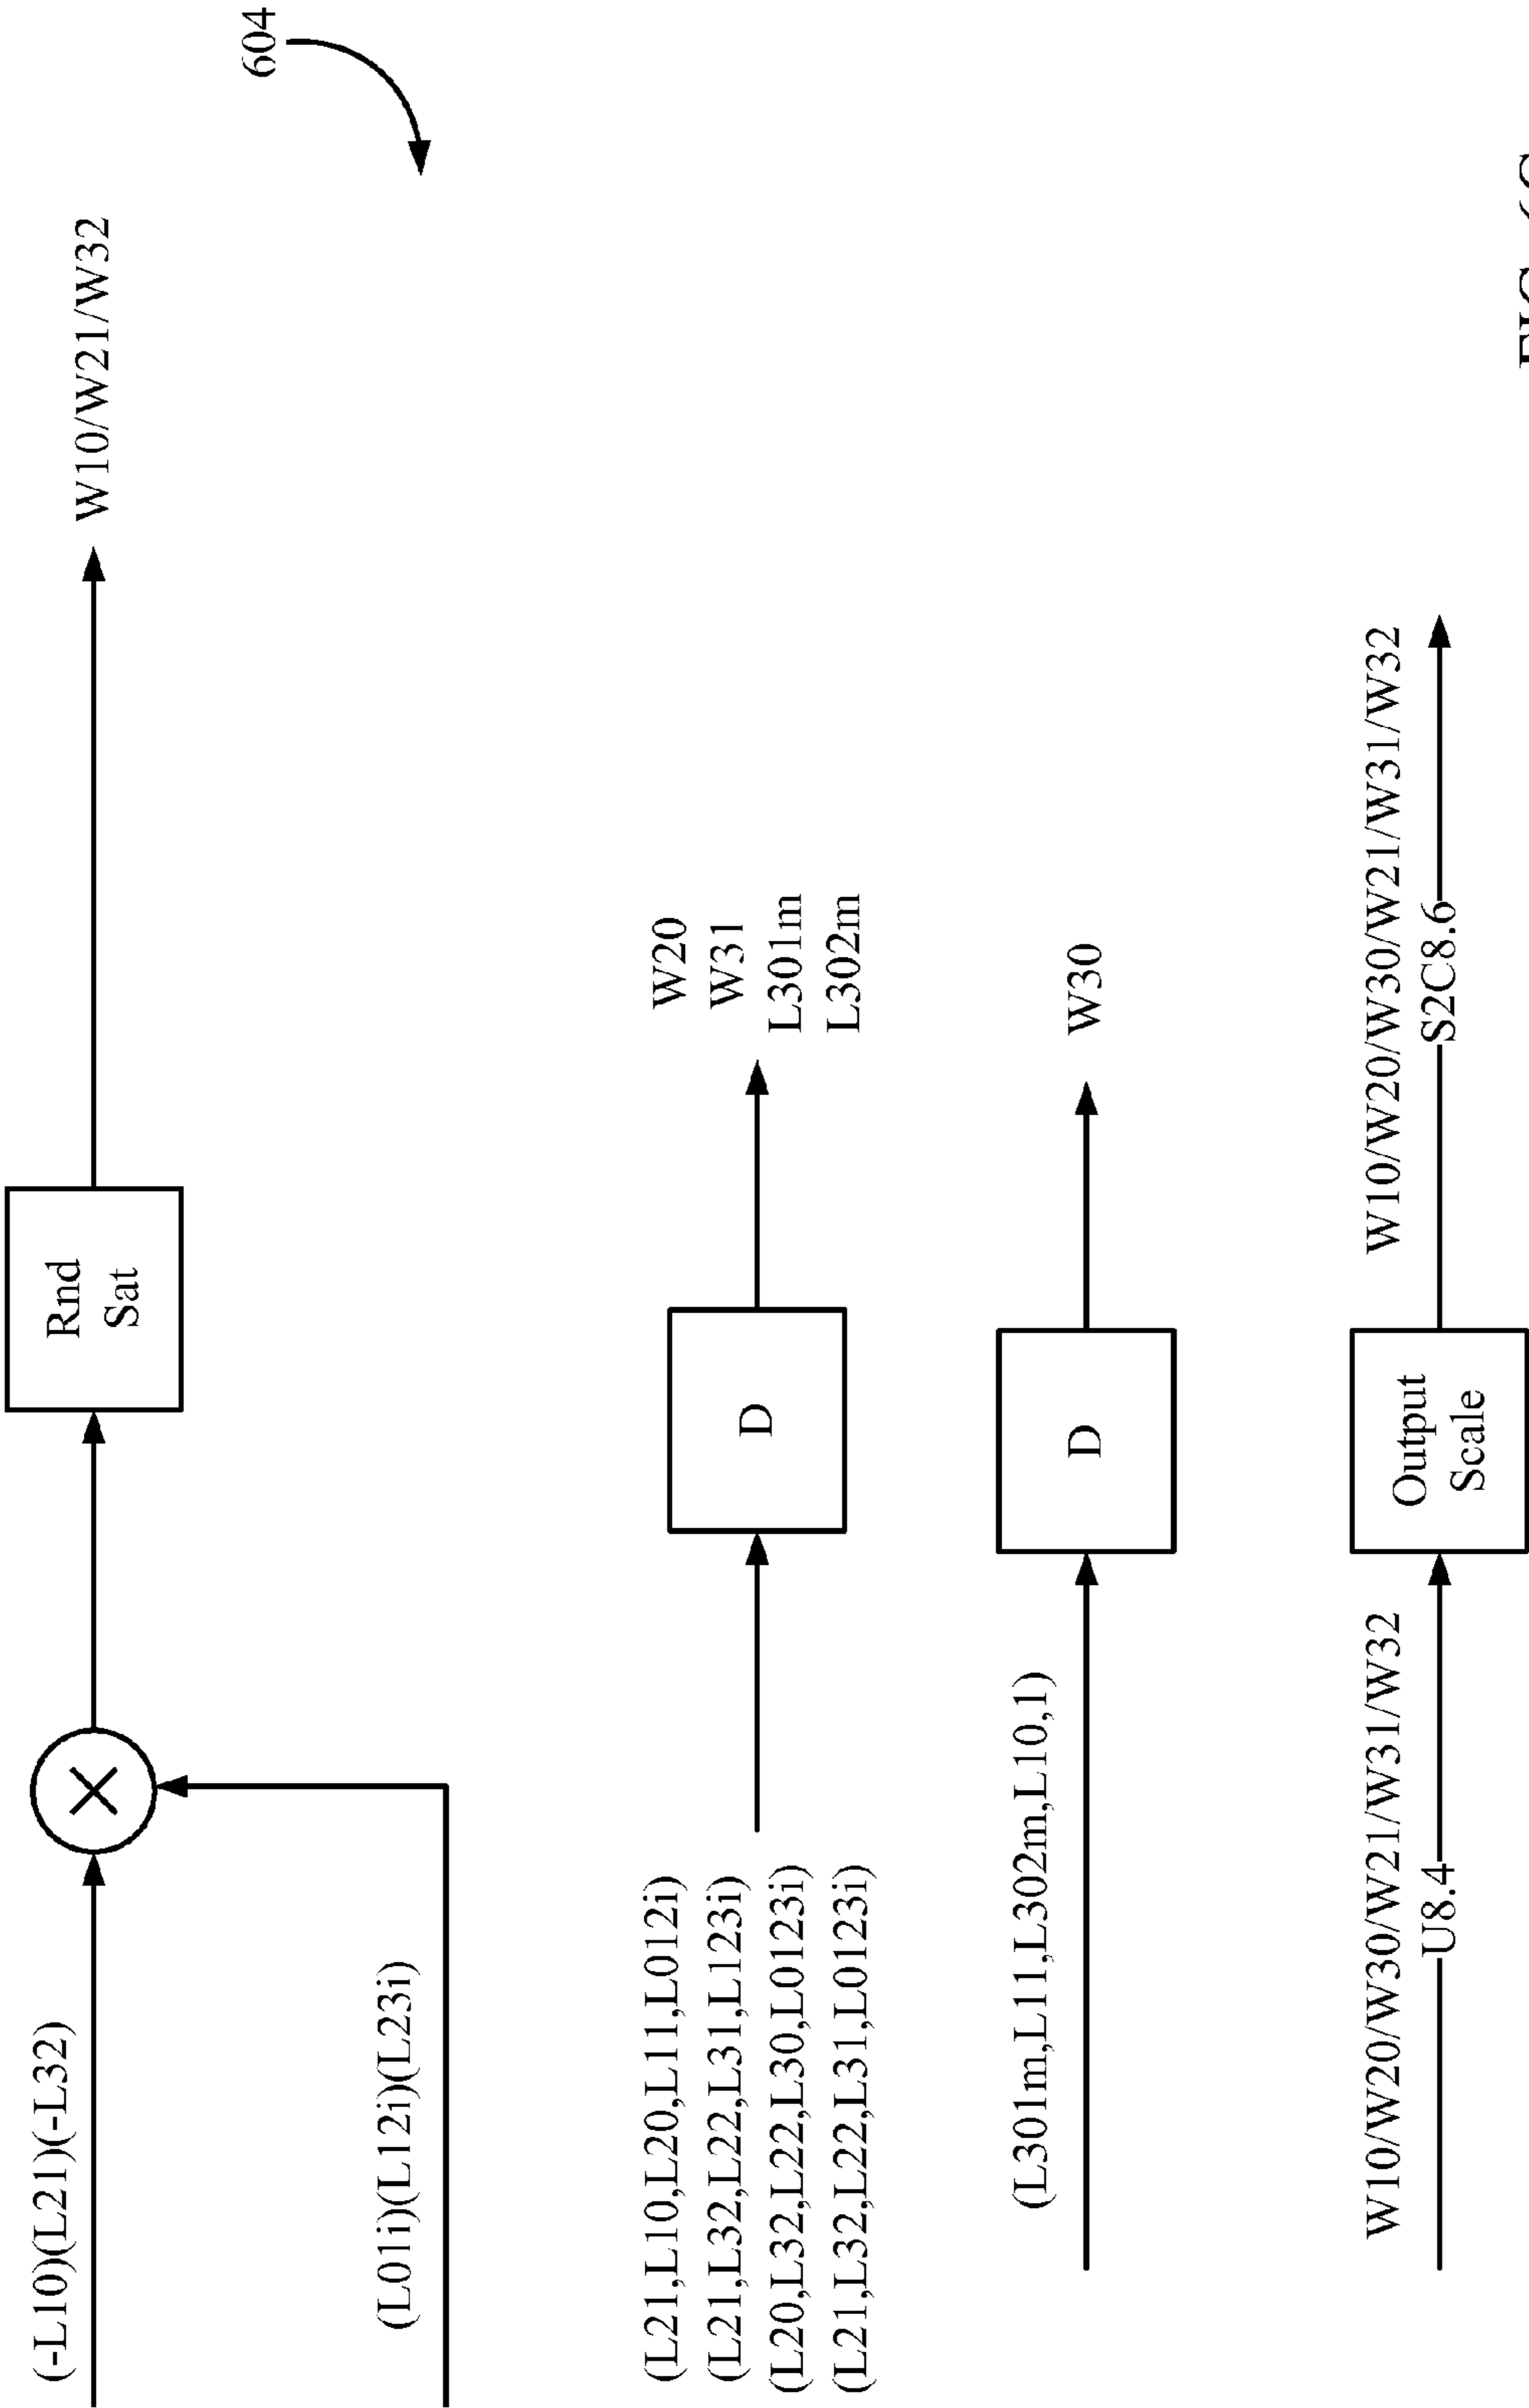 604
(-L10)(L21)(-L32)
Rnd
Sat
W10/W21/W32
(L01i)(L12i)(L23i)
(L21,L10,L20,L11,L012i)
(L21,L32,L22,L31,L123i)
(L20,L32,L22,L30,L0123i)
(L21,L32,L22,L31,L0123i)
D
W20
W31
L301m
L302m
(L301m,L11,L302m,L10,1)
D
W30
W10/W20/W30/W21/W31/W32
U8.4
Output
Scale
W10/W20/W30/W21/W31/W32
S2C8.6
FIG.